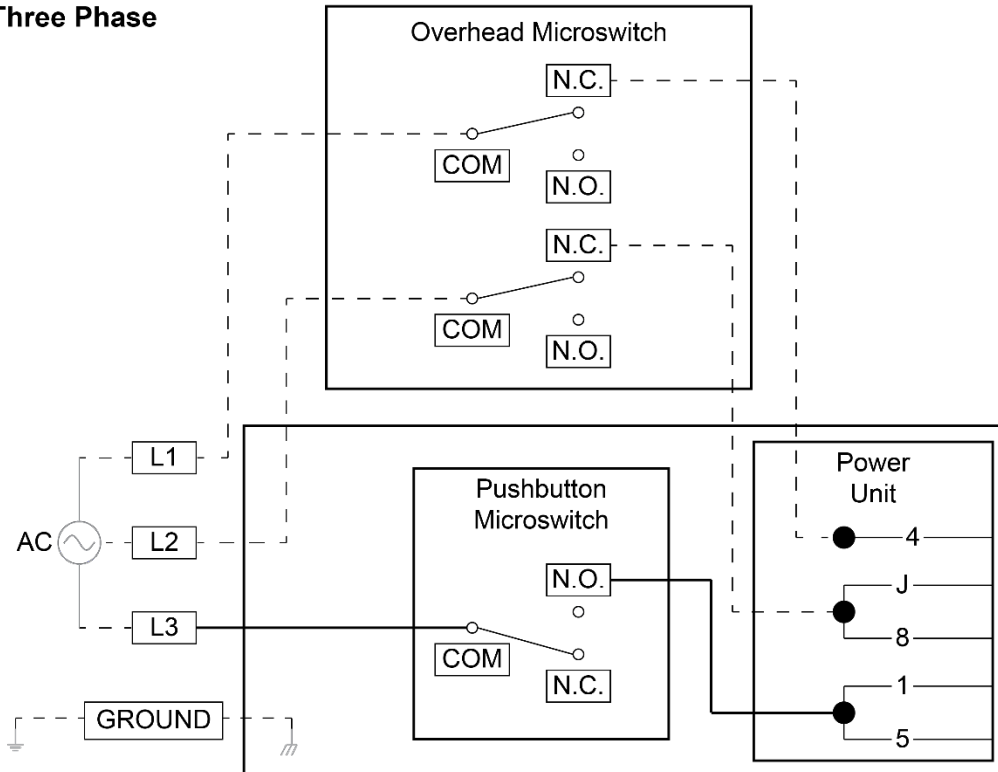 Three Phase
Overhead Microswitch
N.C.
COM
N.O.
N.C.
COM
N.O.
L1
Power
Unit
Pushbutton
Microswitch
AC
L2
4
N.O.
J
L3
8
COM
N.C.
1
GROUND
5